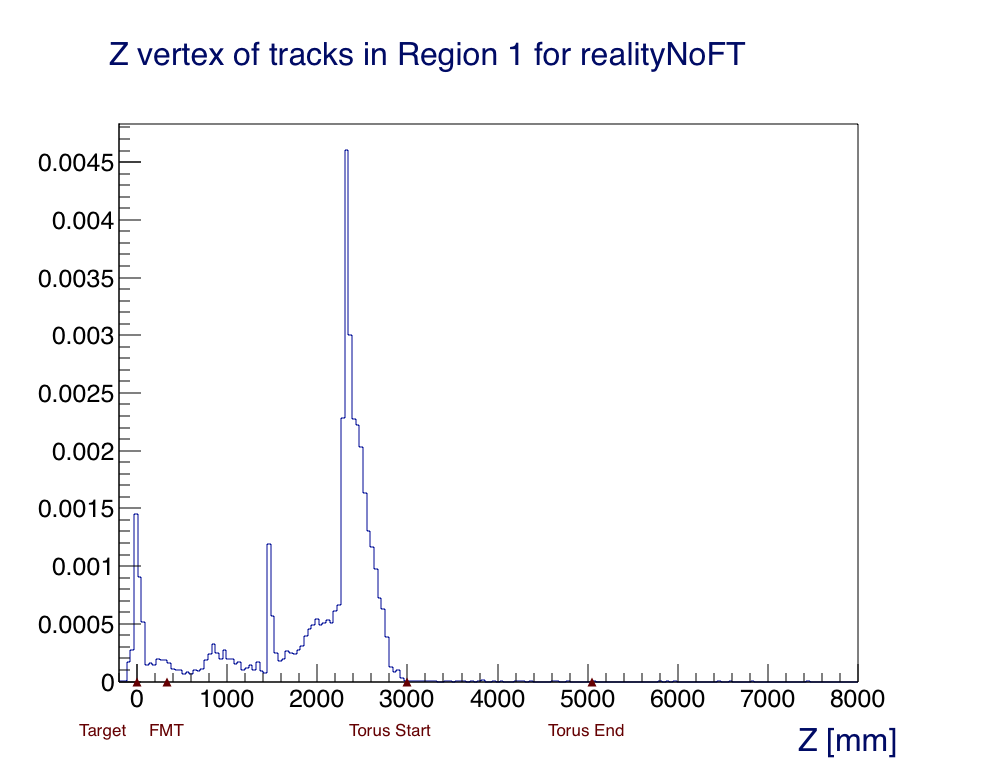 Z vertex of tracks in Region 1 for realityNoFT
0.0045
0.004
0.0035
0.003
0.0025
0.002
0.0015
0.001
0.0005
0
0 1000 2000 3000 4000 5000 6000 7000 8000
Target FMT Torus Start Torus End
Z [mm]